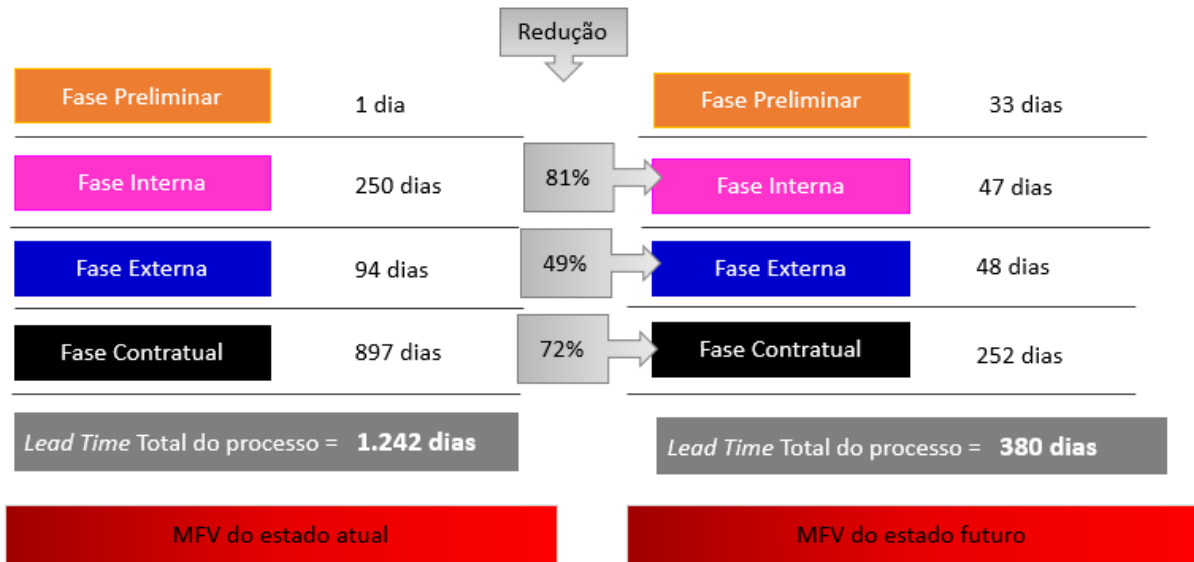 Redução
Fase Preliminar
1 dia
Fase Preliminar
33 dias
Fase Interna
250 dias
81%
Fase Interna
47 dias
Fase Externa
94 dias
49%
Fase Externa
48 dias
Fase Contratual
897 dias
72%
Fase Contratual
252 dias
Lead Time Total do processo = 1.242 dias
Lead Time Total do processo = 380 dias
MFV do estado atual
MFV do estado futuro